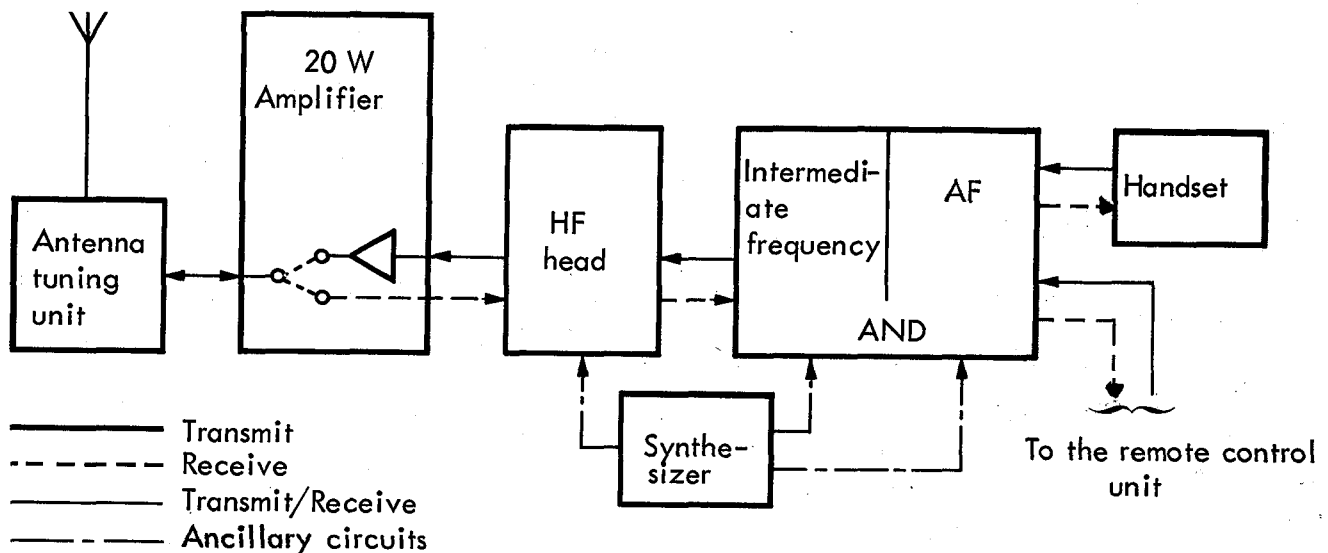 20 W
Amplifier
Antenna
tuning
unit
HF
head
Intermedi-
ate
frequency
AF
AND
Handset
Synthe-
sizer
To the remote control
unit
Transmit
Receive
Transmit/Receive
Ancillary circuits